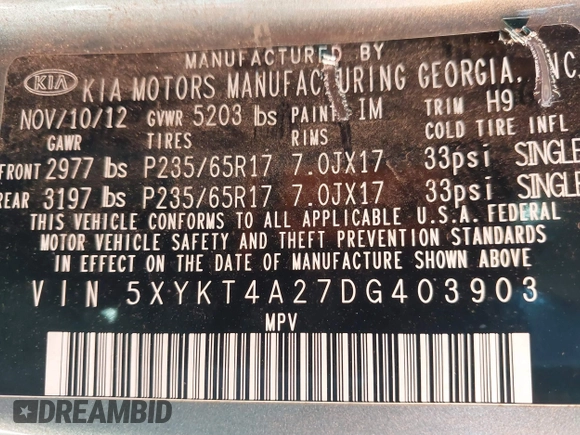 MANUFACTURED BY
KIA KIA MOTORS MANUFACTURING GEORGIA, INC.
NOV/10/12 GVWR 5203 lbs PAINT IM TRIM H9
GAWR TIRES RIMS COLD TIRE INFL
FRONT 2977 lbs P235/65R17 7.0JX17 33psi SINGLE
REAR 3197 lbs P235/65R17 7.0JX17 33psi SINGLE
THIS VEHICLE CONFORMS TO ALL APPLICABLE U.S.A. FEDERAL
MOTOR VEHICLE SAFETY AND THEFT PREVENTION STANDARDS
IN EFFECT ON THE DATE OF MANUFACTURE SHOWN ABOVE.
VIN 5XYKT4A27DG403903
MPV
DREAMBID